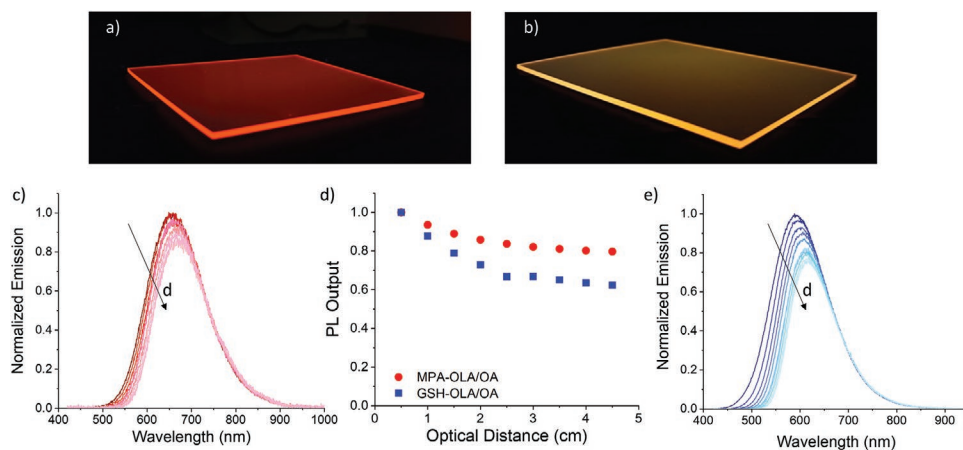 a)
b)
c)
Normalized Emission
1.0
0.8
0.6
0.4
0.2
0.0
d
400 500 600 700 800 900 1000
Wavelength (nm)
d)
PL Output
1.0
0.8
0.6
0.4
0.2
0.0
MPA-OLA/OA
GSH-OLA/OA
0 1 2 3 4 5
Optical Distance (cm)
e)
Normalized Emission
1.0
0.8
0.6
0.4
0.2
0.0
d
400 500 600 700 800 900
Wavelength (nm)